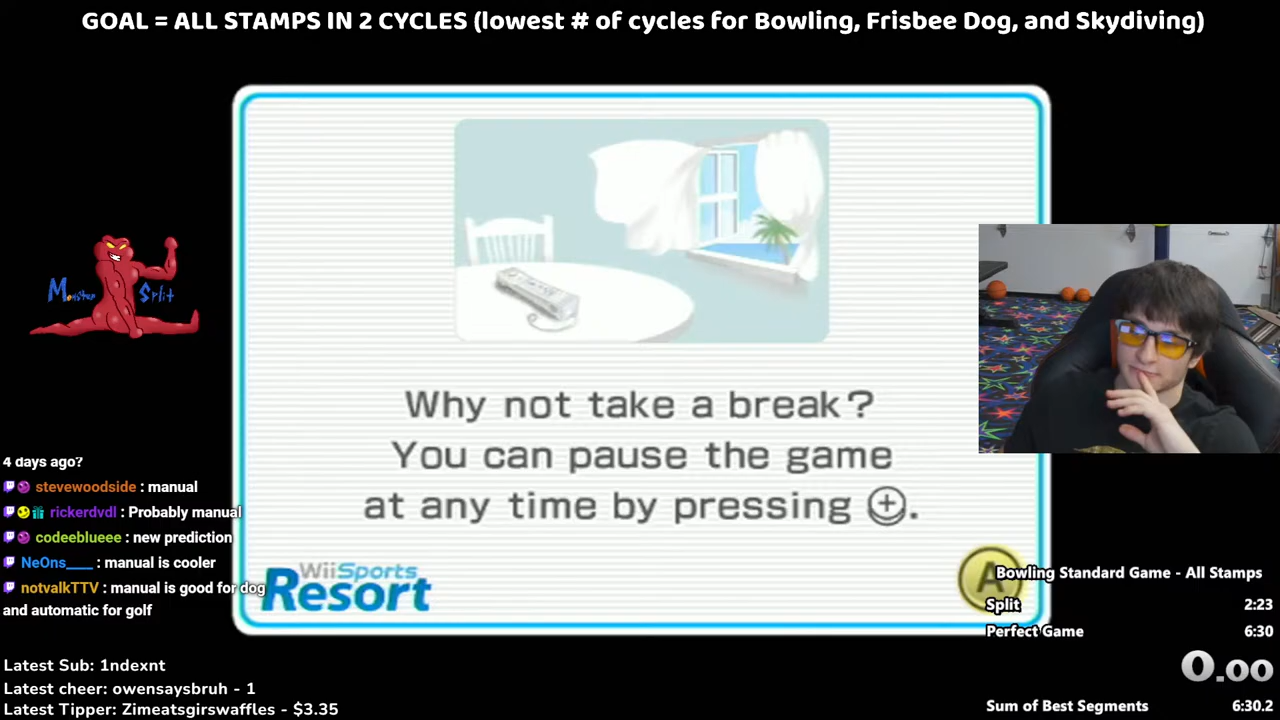 GOAL = ALL STAMPS IN 2 CYCLES (lowest # of cycles for Bowling, Frisbee Dog, and Skydiving)
Monster Split
Why not take a break?
You can pause the game
at any time by pressing +.
4 days ago?
stevewoodside : manual
rickerdvdl : Probably manual
codeeblueee : new prediction
NeOns____ : manual is cooler
notvalkTTV : manual is good for dog
and automatic for golf
Wii Sports
Resort
A
Bowling Standard Game - All Stamps
Split 2:23
Perfect Game 6:30
0.00
Sum of Best Segments 6:30.2
Latest Sub: 1ndexnt
Latest cheer: owensaysbruh - 1
Latest Tipper: Zimeatsgirswaffles - $3.35